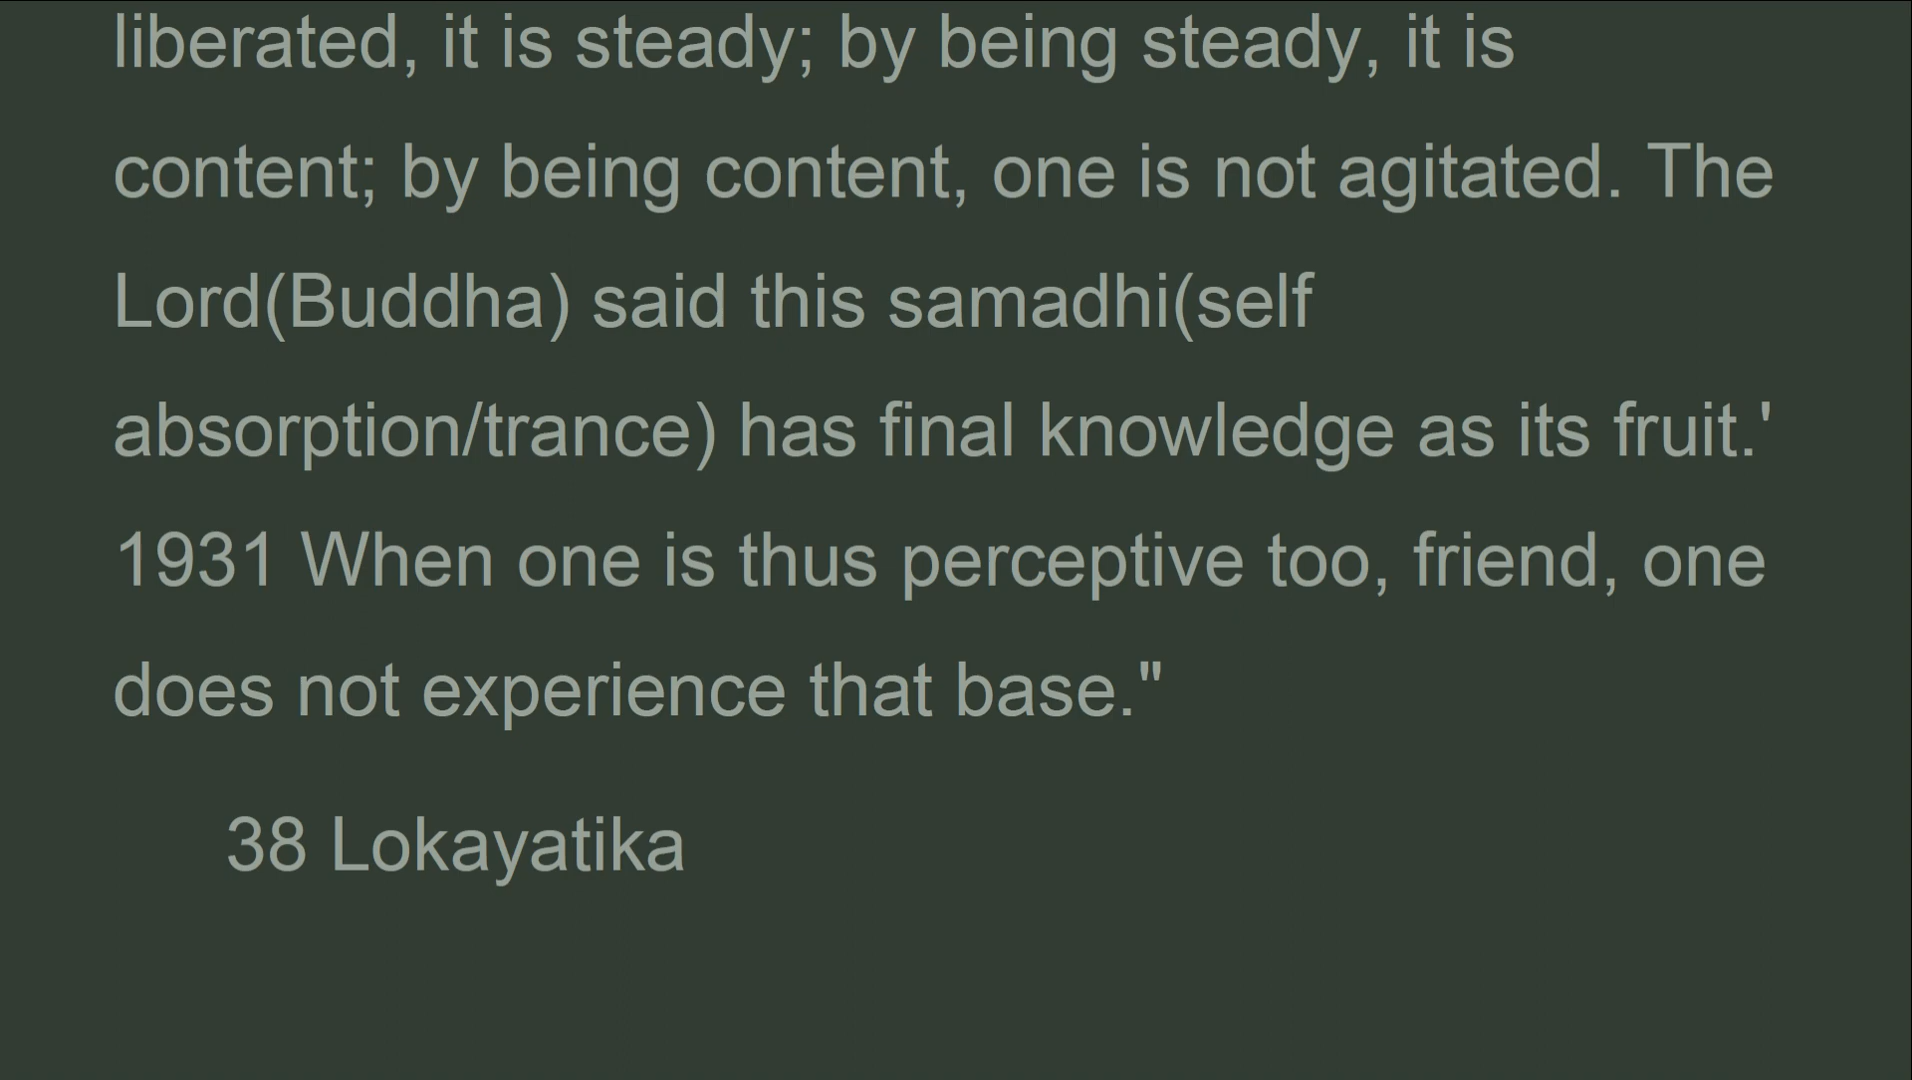 liberated, it is steady; by being steady, it is
content; by being content, one is not agitated. The
Lord(Buddha) said this samadhi(self
absorption/trance) has final knowledge as its fruit.'
1931 When one is thus perceptive too, friend, one
does not experience that base."
38 Lokayatika